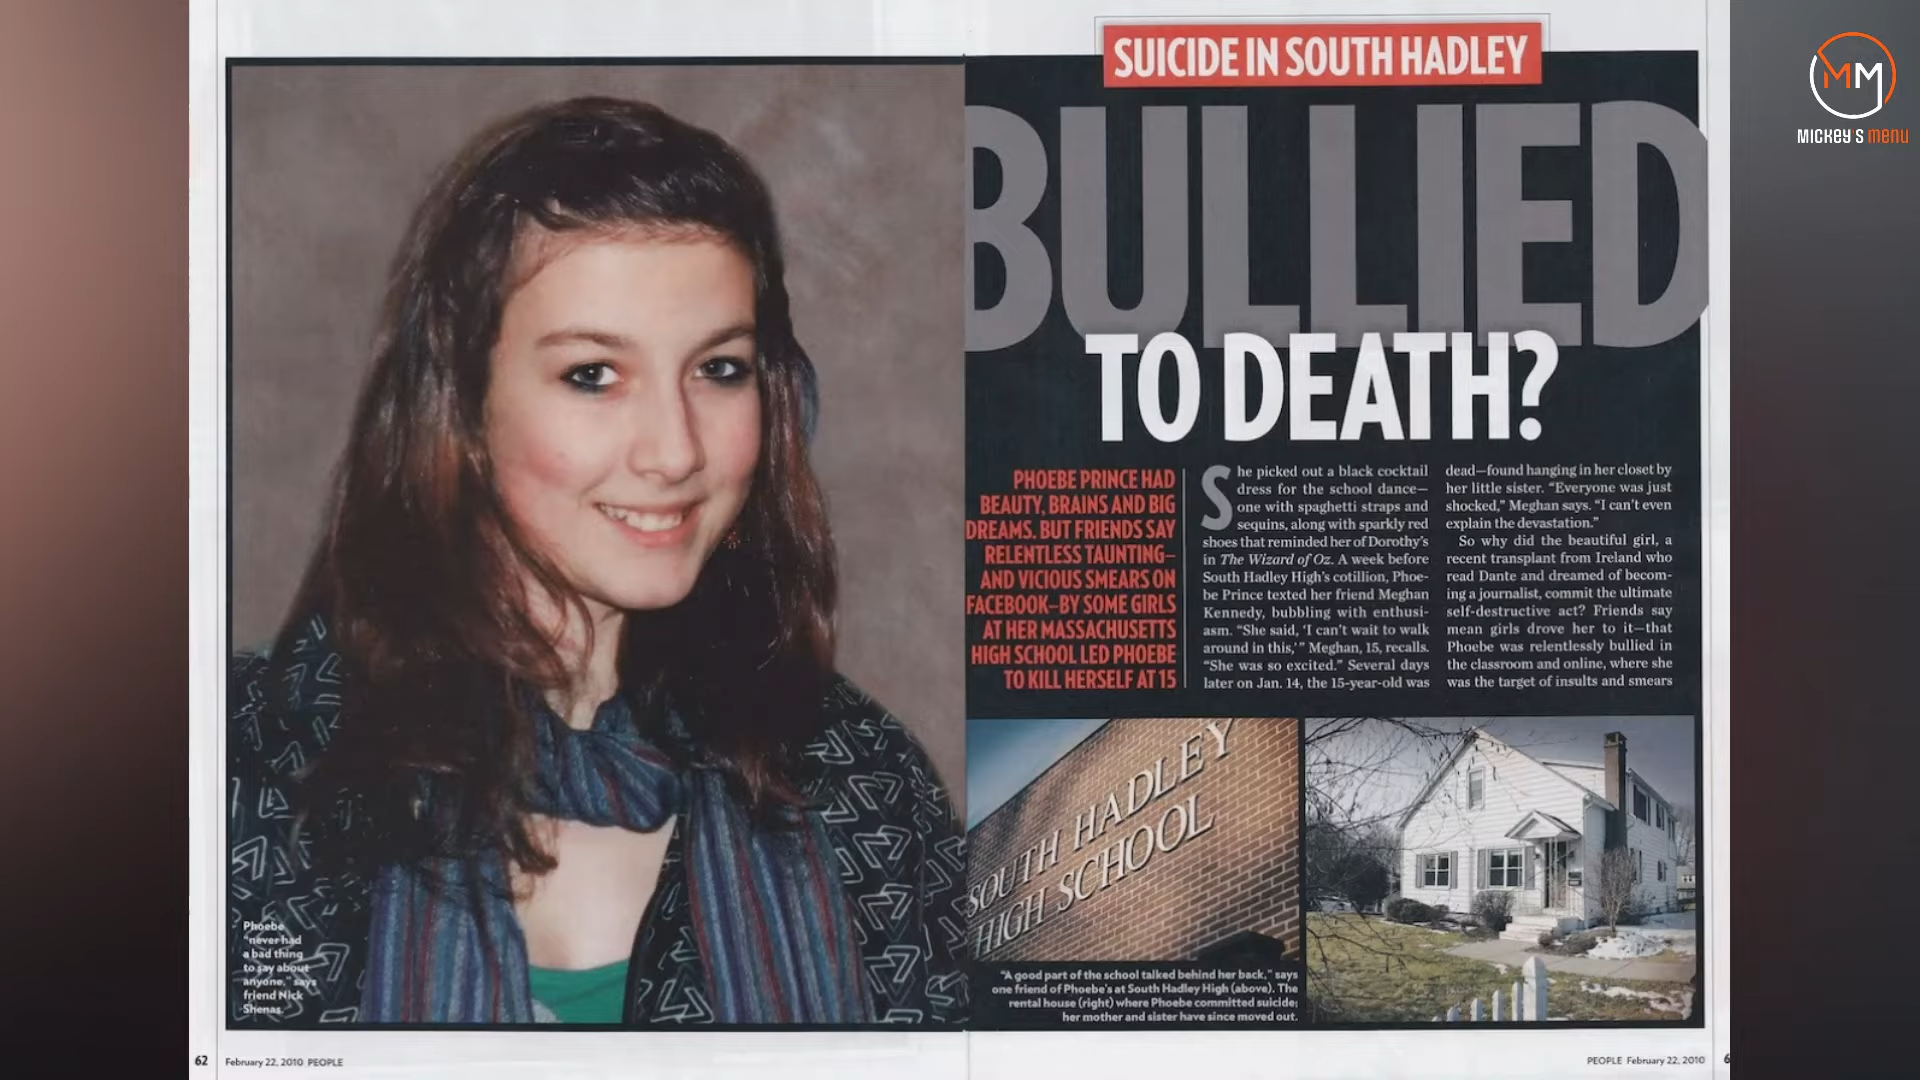 SUICIDE IN SOUTH HADLEY
MM
MICKEY'S MENU
BULLIED
TO DEATH?
PHOEBE PRINCE HAD
BEAUTY, BRAINS AND BIG
DREAMS. BUT FRIENDS SAY
RELENTLESS TAUNTING—
AND VICIOUS SMEARS ON
FACEBOOK—BY SOME GIRLS
AT HER MASSACHUSETTS
HIGH SCHOOL LED PHOEBE
TO KILL HERSELF AT 15
She picked out a black cocktail
dress for the school dance—
one with spaghetti straps and
sequins, along with sparkly red
shoes that reminded her of Dorothy's
in The Wizard of Oz. A week before
South Hadley High's cotillion, Phoe-
be Prince texted her friend Meghan
Kennedy, bubbling with enthusi-
asm. "She said, 'I can't wait to walk
around in this,'" Meghan, 15, recalls.
"She was so excited." Several days
later on Jan. 14, the 15-year-old was
dead—found hanging in her closet by
her little sister. "Everyone was just
shocked," Meghan says. "I can't even
explain the devastation."
So why did the beautiful girl, a
recent transplant from Ireland who
read Dante and dreamed of becom-
ing a journalist, commit the ultimate
self-destructive act? Friends say
mean girls drove her to it—that
Phoebe was relentlessly bullied in
the classroom and online, where she
was the target of insults and smears
SOUTH HADLEY
HIGH SCHOOL
Phoebe
"never had
a bad thing
to say about
anyone," says
friend Nick
Shenas.
"A good part of the school talked behind her back," says
one friend of Phoebe's at South Hadley High (above). The
rental house (right) where Phoebe committed suicide;
her mother and sister have since moved out.
62 February 22, 2010 PEOPLE
PEOPLE February 22, 2010 6